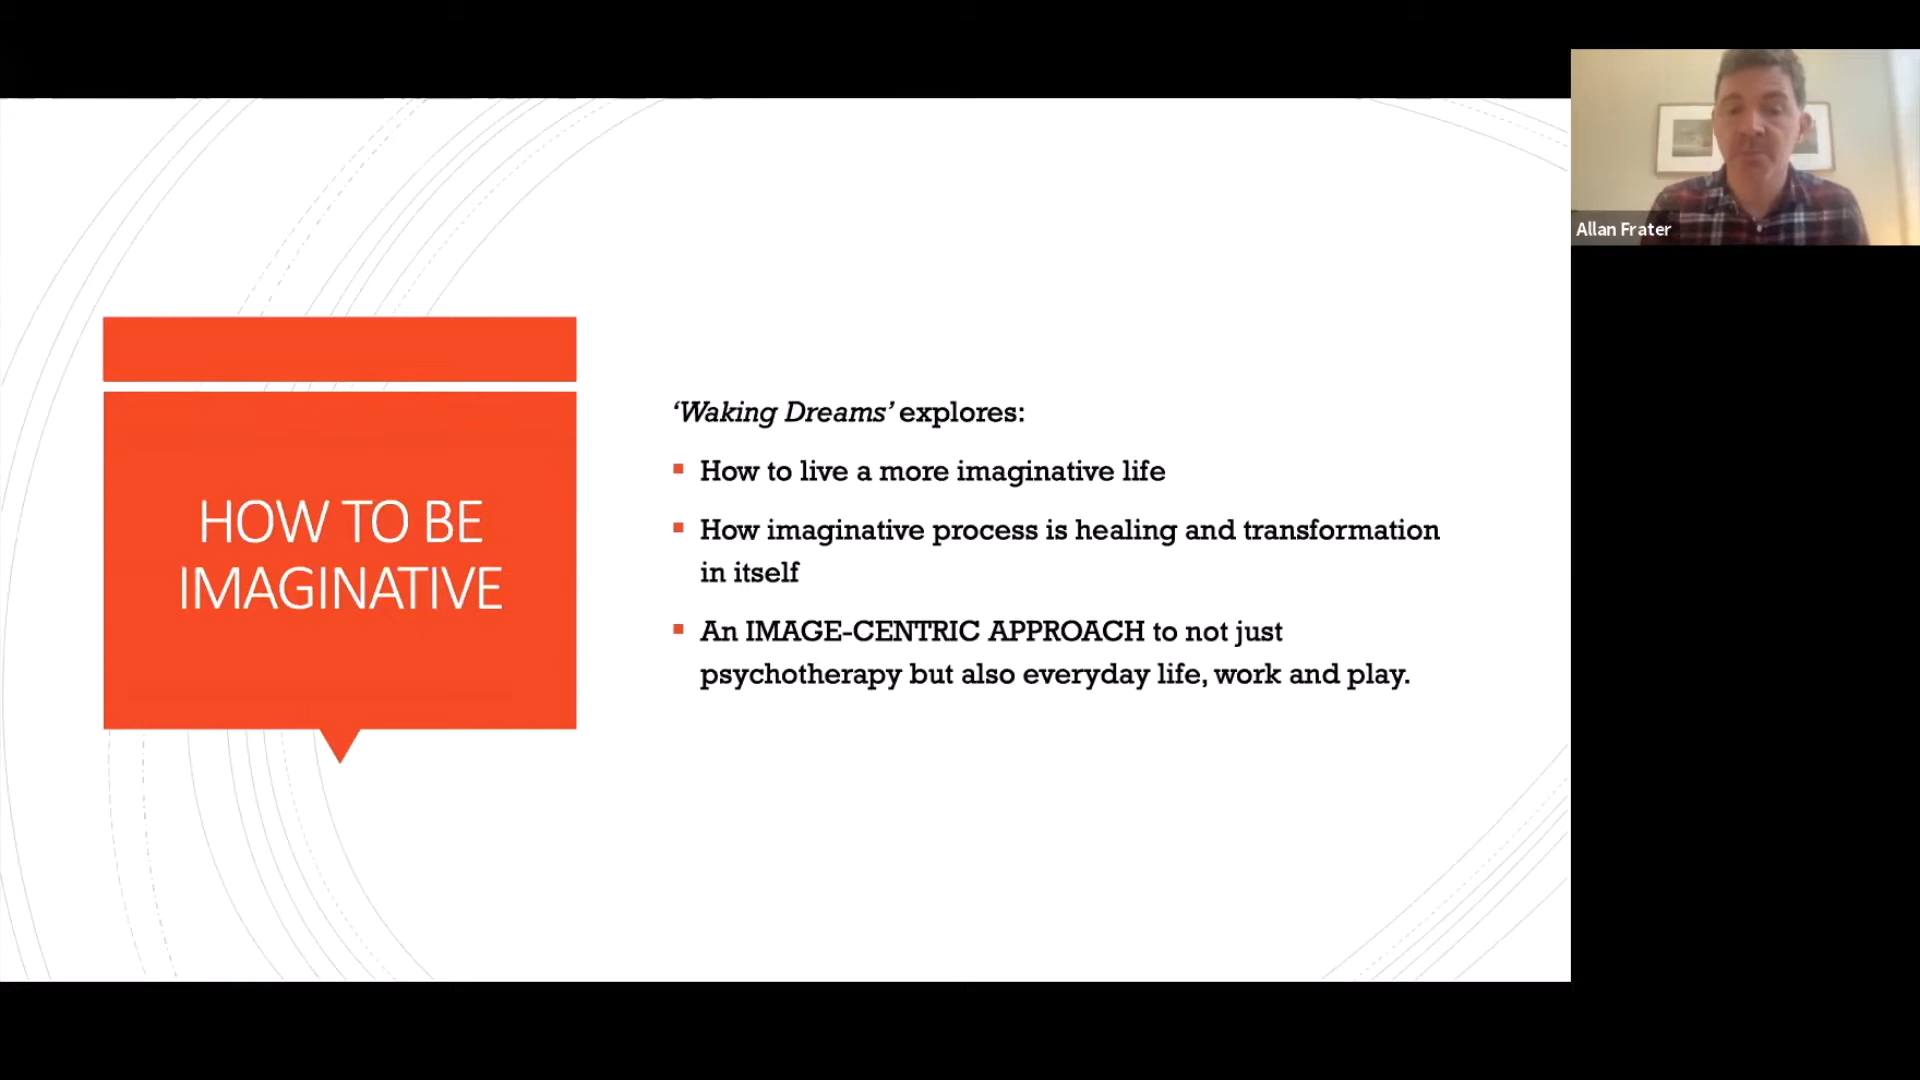 HOW TO BE
IMAGINATIVE
‘Waking Dreams’ explores:
How to live a more imaginative life
How imaginative process is healing and transformation
in itself
An IMAGE-CENTRIC APPROACH to not just
psychotherapy but also everyday life, work and play.
Allan Frater